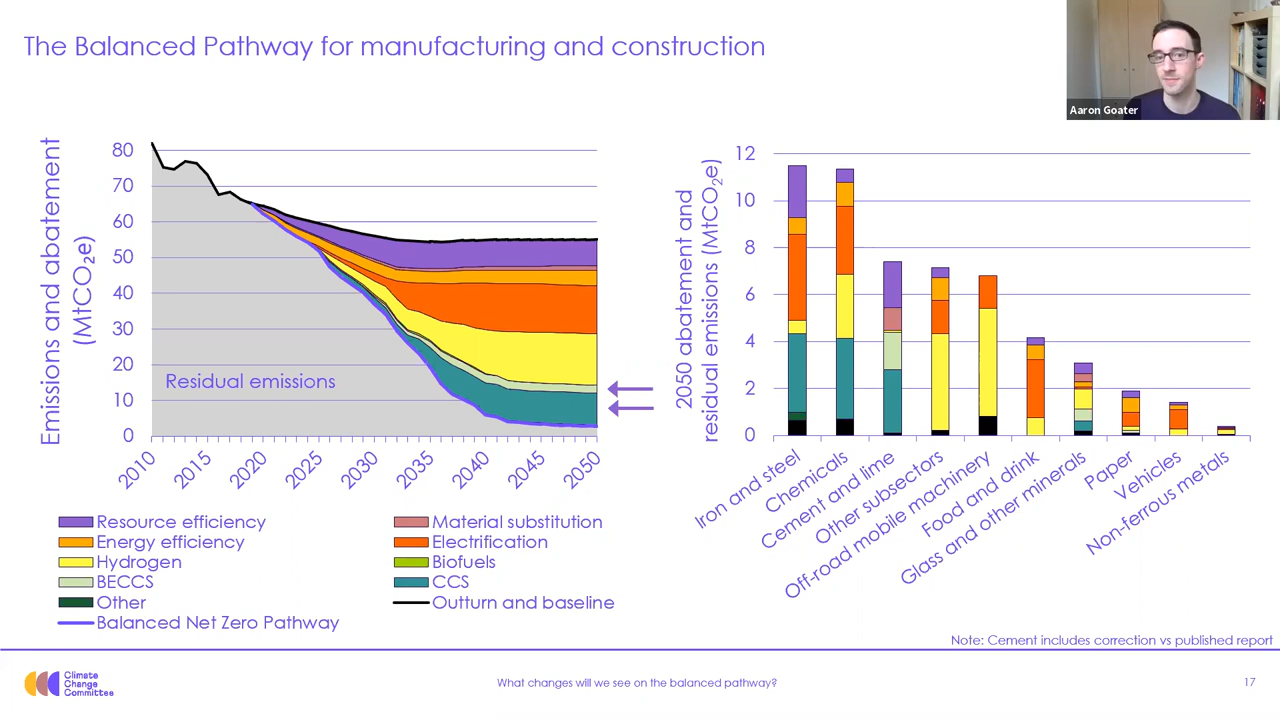 The Balanced Pathway for manufacturing and construction
Aaron Goater
Emissions and abatement
(MtCO₂e)
80
70
60
50
40
30
20
10
0
Residual emissions
2010
2015
2020
2025
2030
2035
2040
2045
2050
Resource efficiency
Material substitution
Energy efficiency
Electrification
Hydrogen
Biofuels
BECCS
CCS
Other
Outturn and baseline
Balanced Net Zero Pathway
2050 abatement and
residual emissions (MtCO₂e)
12
10
8
6
4
2
0
Iron and steel
Chemicals
Cement and lime
Other subsectors
Off-road mobile machinery
Food and drink
Glass and other minerals
Paper
Vehicles
Non-ferrous metals
Note: Cement includes correction vs published report
Climate
Change
Committee
What changes will we see on the balanced pathway?
17